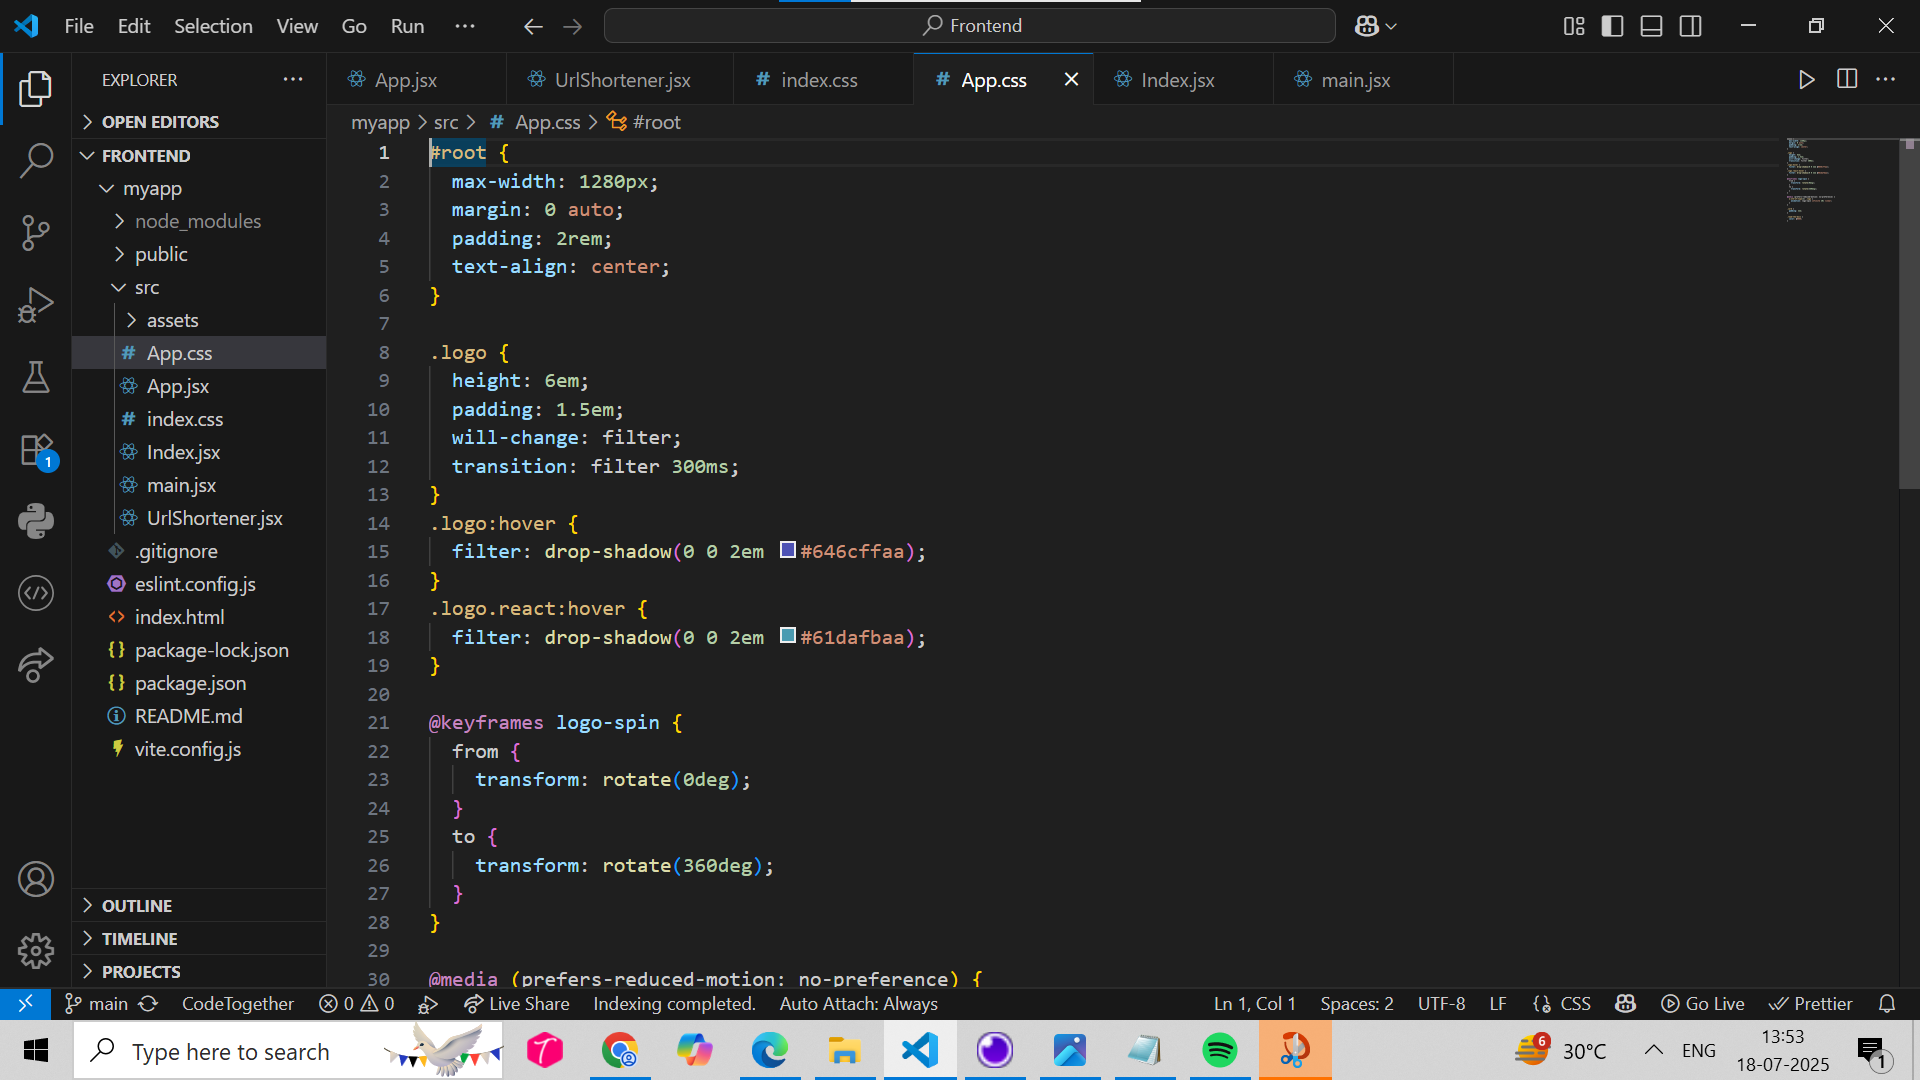 File Edit Selection View Go Run ··· Frontend
EXPLORER ···
App.jsx UrlShortener.jsx index.css App.css Index.jsx main.jsx
OPEN EDITORS
FRONTEND
myapp
node_modules
public
src
assets
App.css
App.jsx
index.css
Index.jsx
main.jsx
UrlShortener.jsx
.gitignore
eslint.config.js
index.html
package-lock.json
package.json
README.md
vite.config.js
OUTLINE
TIMELINE
PROJECTS
myapp > src > # App.css > #root
1 #root {
2 max-width: 1280px;
3 margin: 0 auto;
4 padding: 2rem;
5 text-align: center;
6 }
7
8 .logo {
9 height: 6em;
10 padding: 1.5em;
11 will-change: filter;
12 transition: filter 300ms;
13 }
14 .logo:hover {
15 filter: drop-shadow(0 0 2em #646cffaa);
16 }
17 .logo.react:hover {
18 filter: drop-shadow(0 0 2em #61dafbaa);
19 }
20
21 @keyframes logo-spin {
22 from {
23 transform: rotate(0deg);
24 }
25 to {
26 transform: rotate(360deg);
27 }
28 }
29
30 @media (prefers-reduced-motion: no-preference) {
1
main CodeTogether 0 0 Live Share Indexing completed. Auto Attach: Always Ln 1, Col 1 Spaces: 2 UTF-8 LF {} CSS Go Live Prettier
Type here to search 6 30°C ENG 13:53
18-07-2025 1